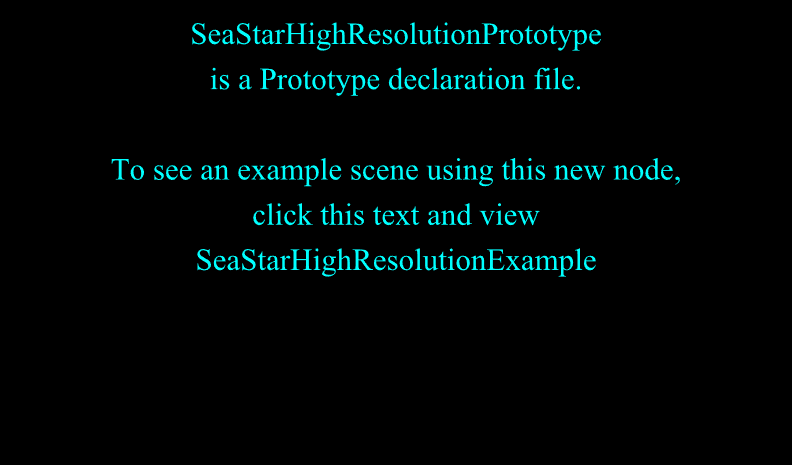 SeaStarHighResolutionPrototype
is a Prototype declaration file.
To see an example scene using this new node,
click this text and view
SeaStarHighResolutionExample